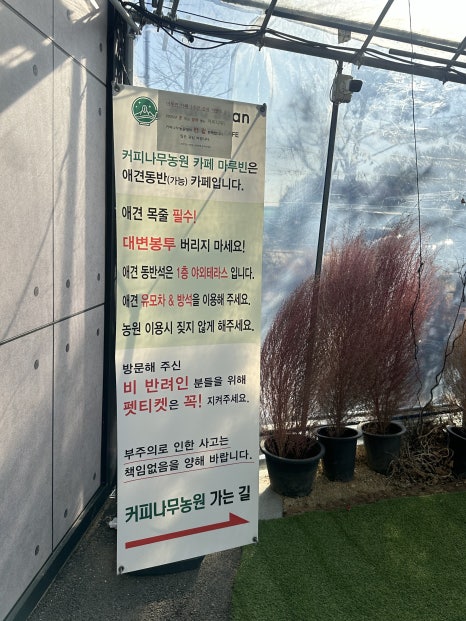 an
FE
커피나무농원 카페 마루빈은
애견동반(가능) 카페입니다.
애견 목줄 필수!
대변봉투 버리지 마세요!
애견 동반석은 1층 야외테라스 입니다.
애견 유모차 & 방석을 이용해 주세요.
농원 이용시 짖지 않게 해주세요.
방문해 주신
비 반려인 분들을 위해
펫티켓은 꼭! 지켜주세요.
부주의로 인한 사고는
책임없음을 양해 바랍니다.
커피나무농원 가는 길